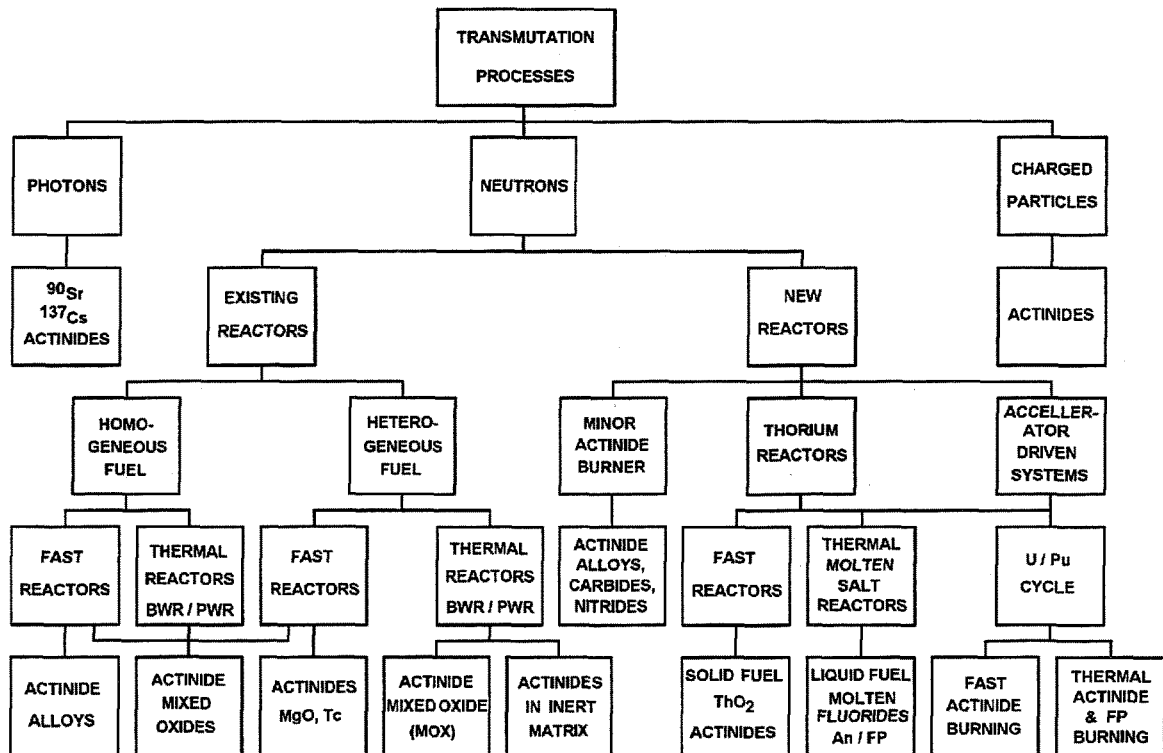 TRANSMUTATION
PROCESSES
PHOTONS
NEUTRONS
CHARGED
PARTICLES
90Sr
137Cs
ACTINIDES
EXISTING
REACTORS
NEW
REACTORS
ACTINIDES
HOMO-
GENEOUS
FUEL
HETERO-
GENEOUS
FUEL
MINOR
ACTINIDE
BURNER
THORIUM
REACTORS
ACCELLER-
ATOR
DRIVEN
SYSTEMS
FAST
REACTORS
THERMAL
REACTORS
BWR / PWR
FAST
REACTORS
THERMAL
REACTORS
BWR / PWR
ACTINIDE
ALLOYS,
CARBIDES,
NITRIDES
FAST
REACTORS
THERMAL
MOLTEN
SALT
REACTORS
U / Pu
CYCLE
ACTINIDE
ALLOYS
ACTINIDE
MIXED
OXIDES
ACTINIDES
MgO, Tc
ACTINIDE
MIXED OXIDE
(MOX)
ACTINIDES
IN INERT
MATRIX
SOLID FUEL
ThO2
ACTINIDES
LIQUID FUEL
MOLTEN
FLUORIDES
An / FP
FAST
ACTINIDE
BURNING
THERMAL
ACTINIDE
& FP
BURNING